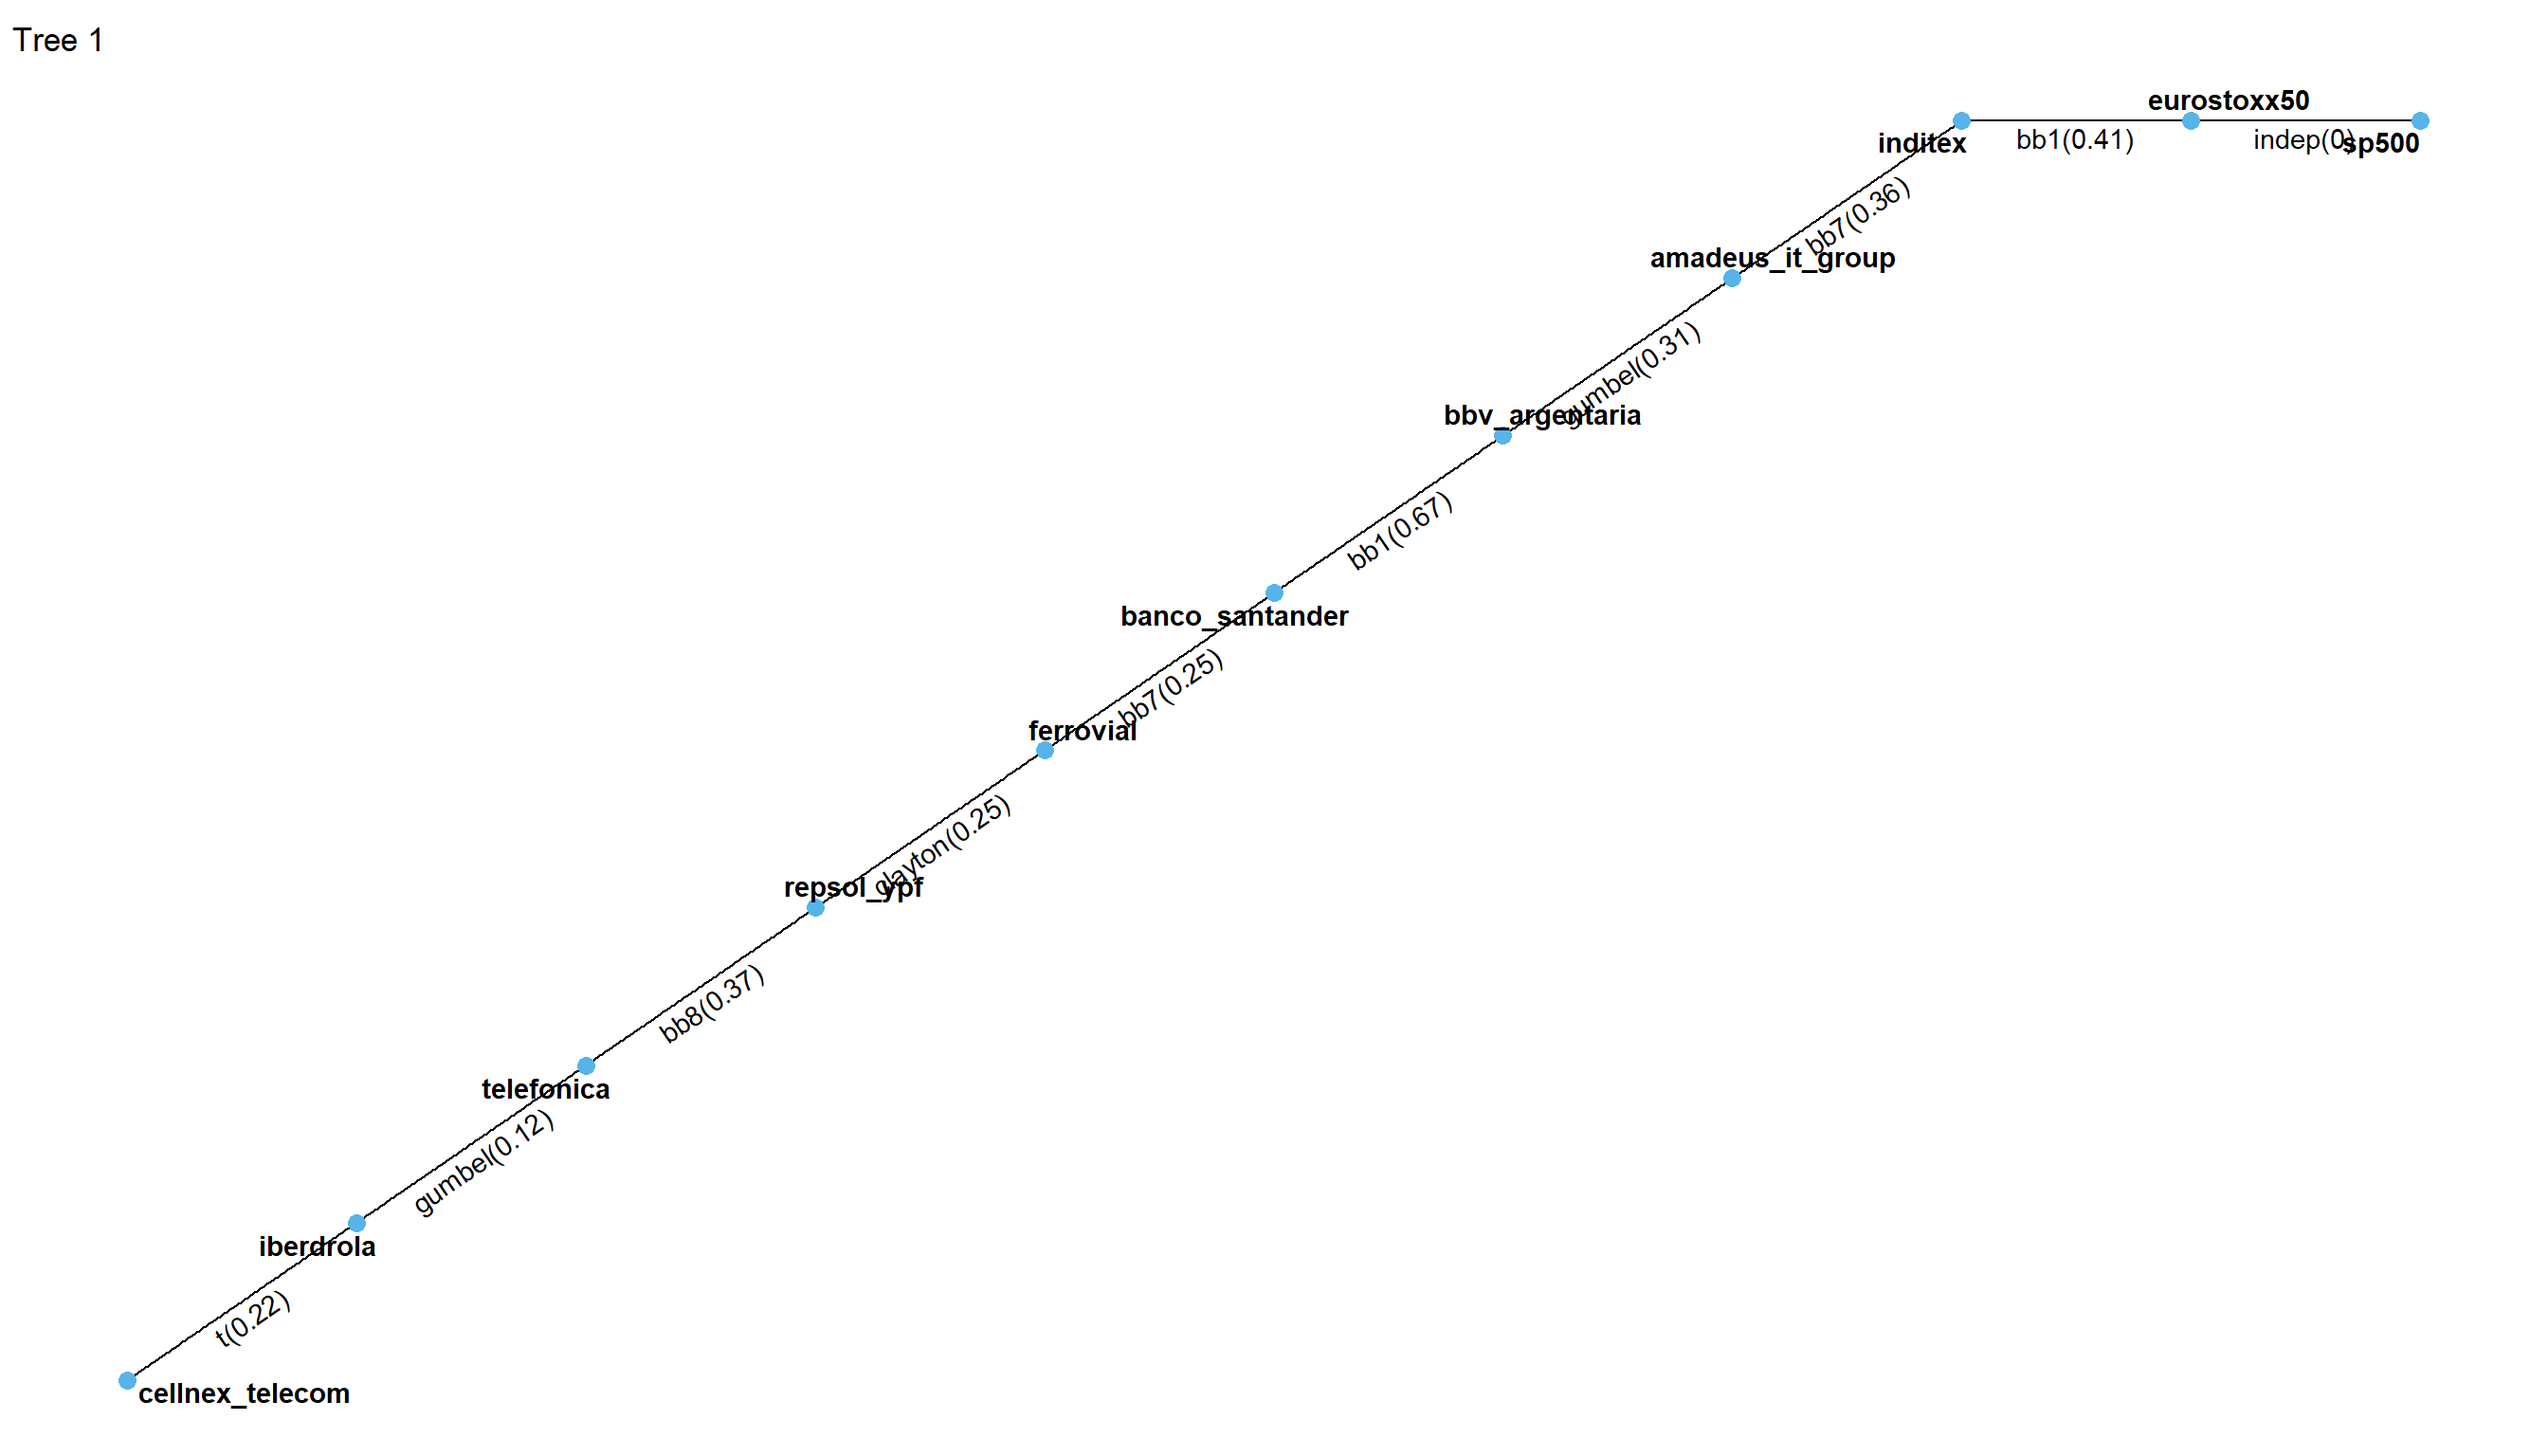 Tree 1
eurostoxx50
inditex
bb1(0.41)
indep(0)
sp500
bb7(0.36)
amadeus_it_group
gumbel(0.31)
bbv_argentaria
bb1(0.67)
banco_santander
bb7(0.25)
ferrovial
clayton(0.25)
repsol_ypf
bb8(0.37)
telefonica
gumbel(0.12)
iberdrola
t(0.22)
cellnex_telecom